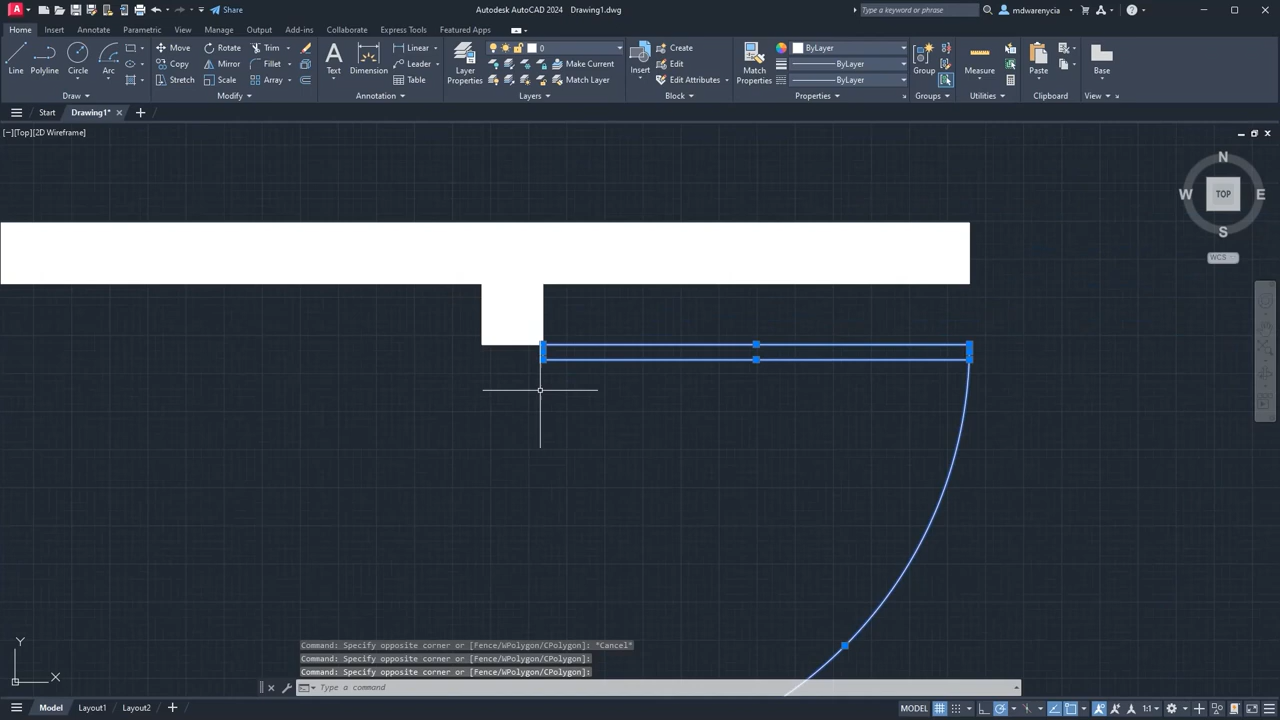 A Autodesk AutoCAD 2024 Drawing1.dwg
Share
Type a keyword or phrase
mdwarenycia
Home Insert Annotate Parametric View Manage Output Add-ins Collaborate Express Tools Featured Apps
Line Polyline Circle Arc
Move Rotate Trim
Copy Mirror Fillet
Stretch Scale Array
A
Text Dimension
Linear
Leader
Table
Layer Properties
0
Make Current
Match Layer
Insert
Create
Edit
Edit Attributes
Match Properties
ByLayer
ByLayer
ByLayer
Group
Measure
Paste
Base
Draw Modify Annotation Layers Block Properties Groups Utilities Clipboard View
Start Drawing1*
[−][Top][2D Wireframe]
N
W TOP E
S
WCS
Y
X
Command: Specify opposite corner or [Fence/WPolygon/CPolygon]: *Cancel*
Command: Specify opposite corner or [Fence/WPolygon/CPolygon]:
Command: Specify opposite corner or [Fence/WPolygon/CPolygon]:
Type a command
Model Layout1 Layout2
MODEL 1:1